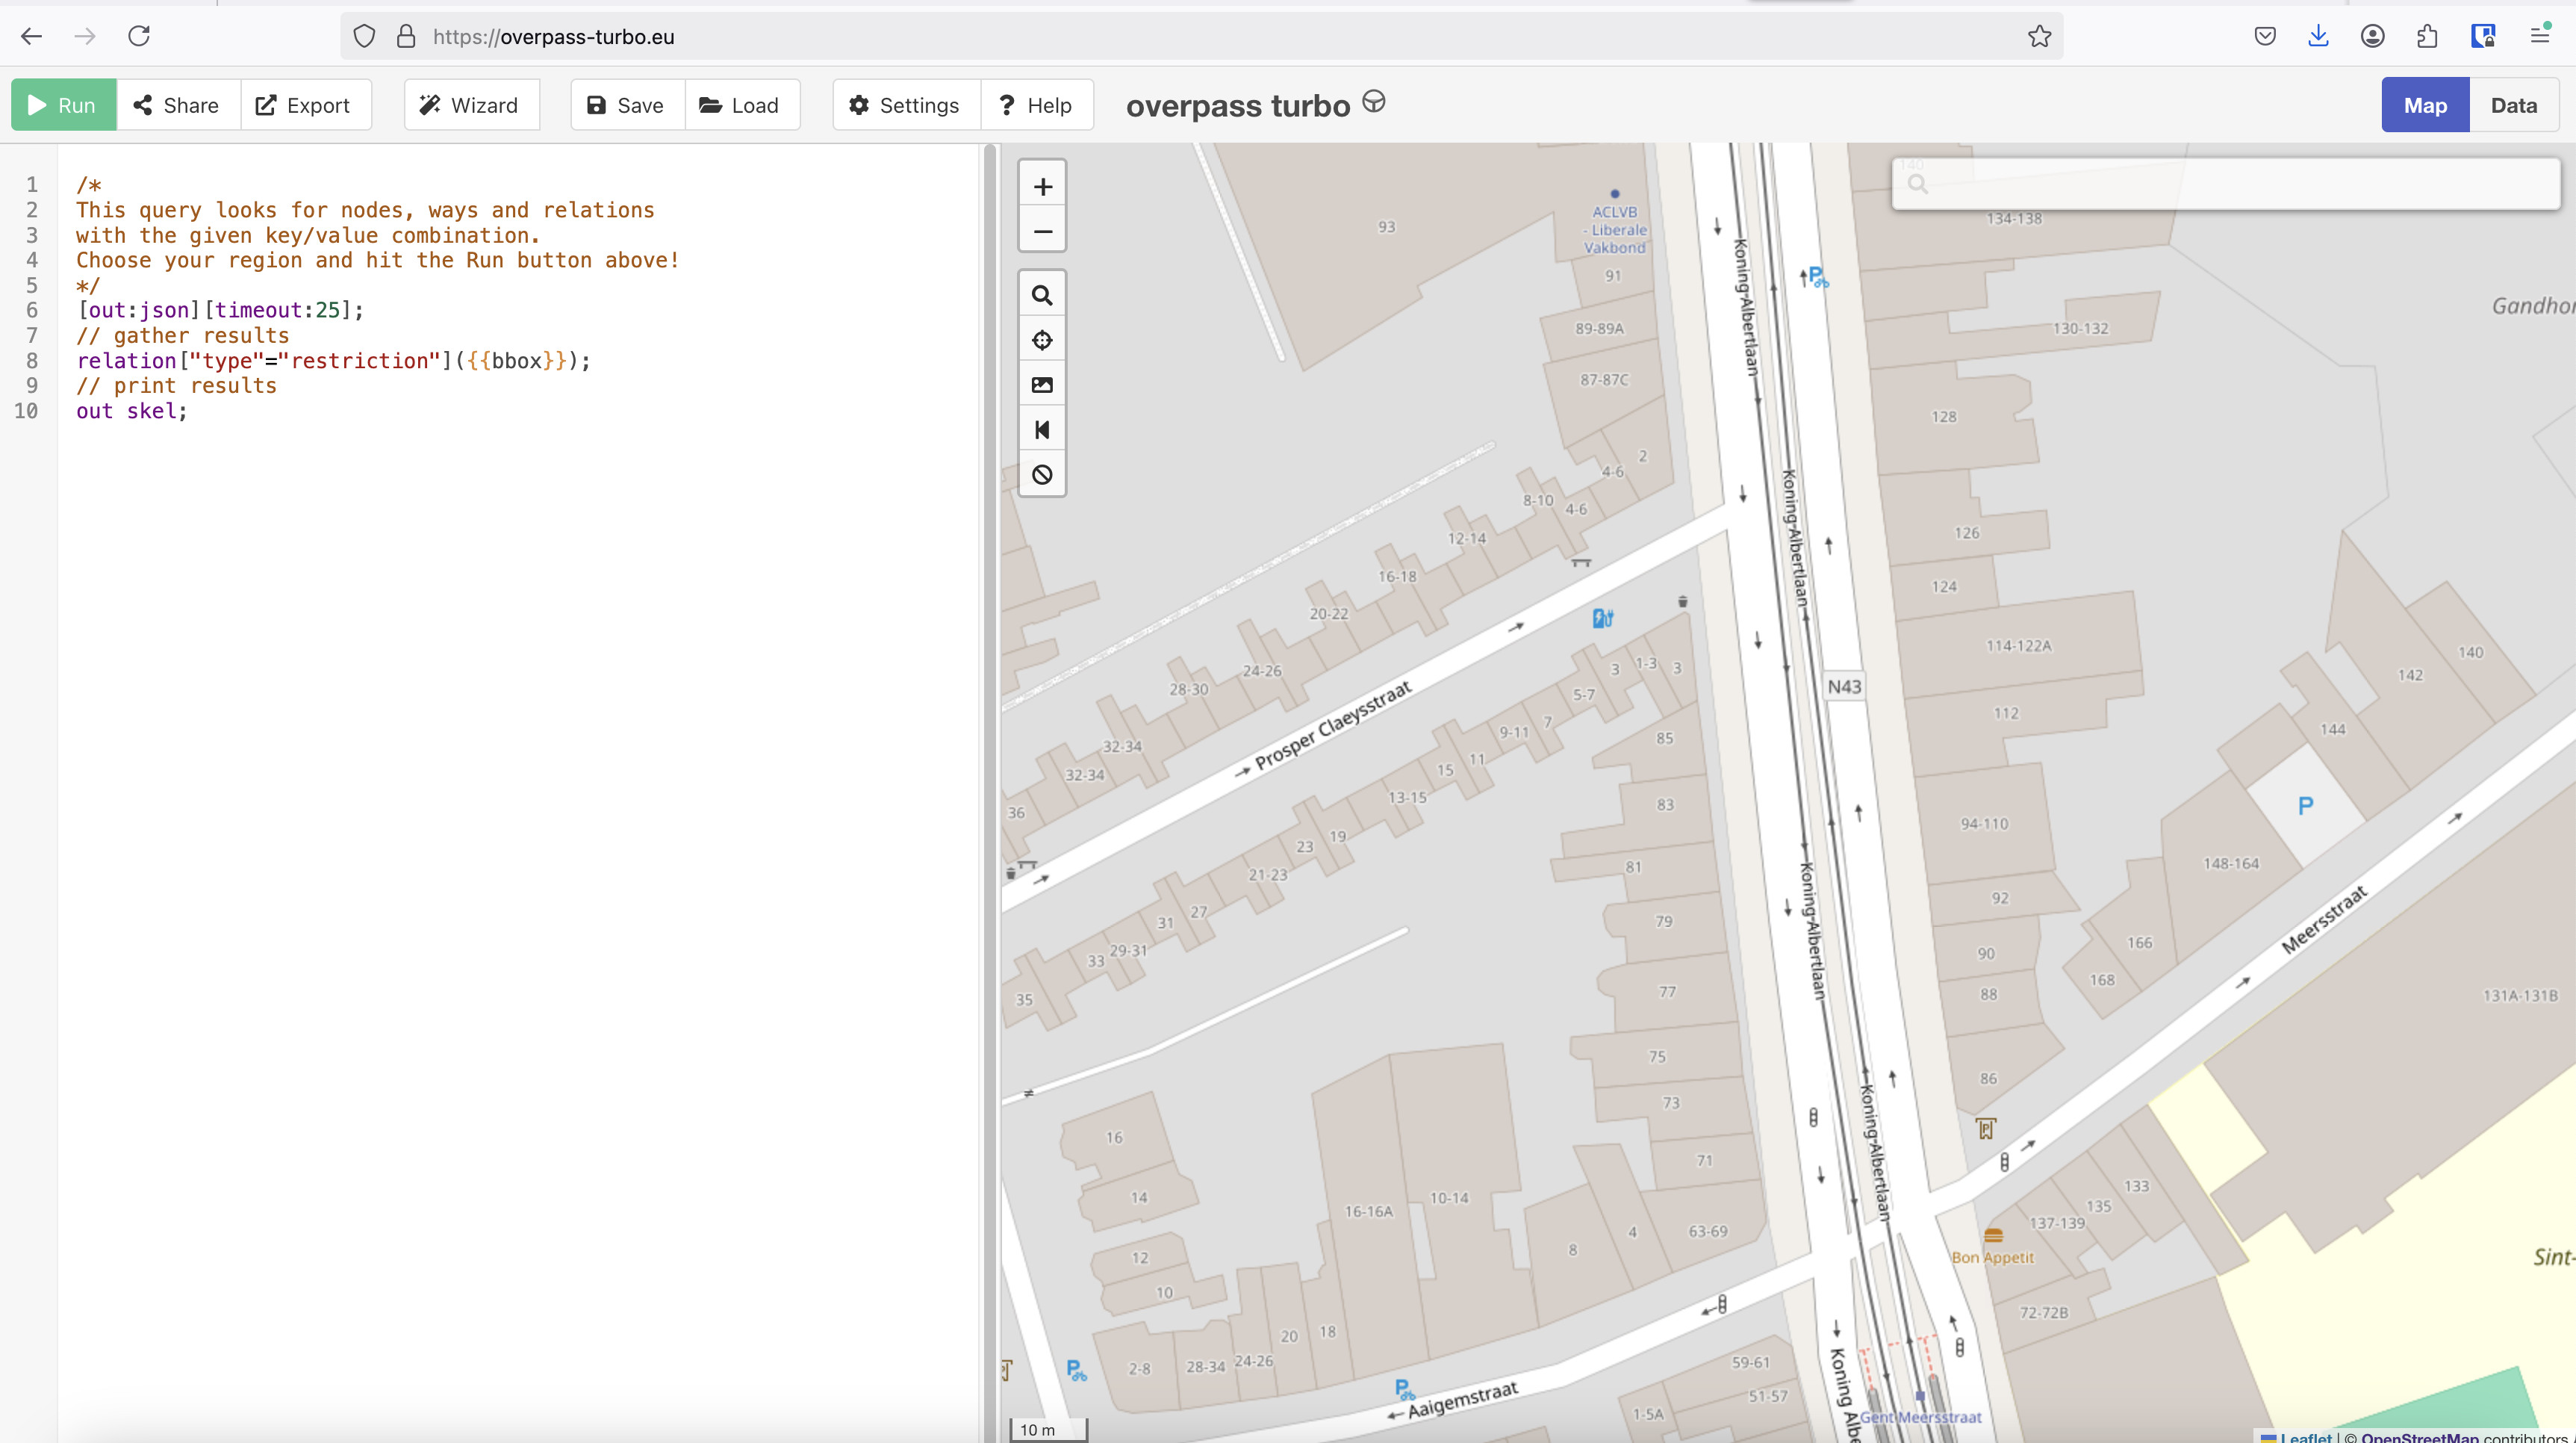 https://overpass-turbo.eu
Run
Share
Export
Wizard
Save
Load
Settings
? Help
overpass turbo
Map
Data
1 /*
2 This query looks for nodes, ways and relations
3 with the given key/value combination.
4 Choose your region and hit the Run button above!
5 */
6 [out:json][timeout:25];
7 // gather results
8 relation["type"="restriction"]({{bbox}});
9 // print results
10 out skel;
+
−
140
134-138
93
ACLVB
- Liberale
Vakbond
91
Koning-Albertlaan
P
Gandho
89-89A
130-132
87-87C
128
2
4-6
8-10
4-6
Koning-Albertlaan
126
12-14
16-18
124
20-22
114-122A
140
142
3
1-3
3
24-26
N43
28-30
5-7
112
Prosper Claeysstraat
7
9-11
144
85
32-34
11
15
32-34
13-15
83
P
36
94-110
19
23
148-164
81
21-23
92
Meersstraat
27
31
79
Koning-Albertlaan
166
29-31
33
90
168
77
88
35
131A-131B
75
86
73
Koning-Albertlaan
P
16
71
133
14
10-14
135
16-16A
137-139
63-69
4
8
12
Bon Appetit
Sint-
10
72-72B
18
20
24-26
28-34
2-8
59-61
P
P
Koning Albe
51-57
Aaigemstraat
1-5A
Gent Meersstraat
10 m
Leaflet | © OpenStreetMap contributors